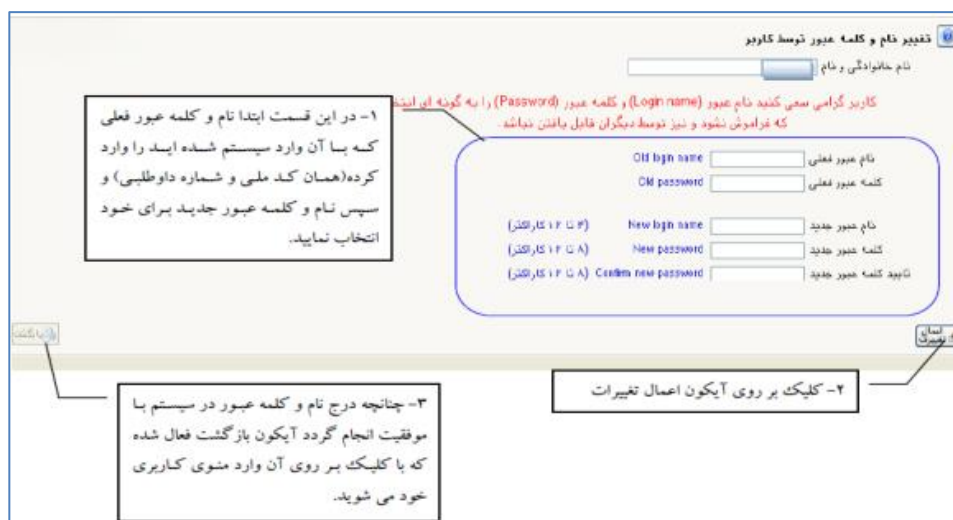 تغییر نام و کلمه عبور توسط کاربر
نام خانوادگی و نام
کاربر گرامی سعی کنید نام عبور (Login name) و کلمه عبور (Password) را به گونه ای
که فراموش نشود و نیز توسط دیگران قابل یافتن نباشد.
۱- در این قسمت ابتدا نام و کلمه عبور فعلی
که با آن وارد سیستم شده اید را وارد
کرده(همان کد ملی و شماره داوطلبی) و
سپس نام و کلمه عبور جدید برای خود
انتخاب نمایید.
نام عبور فعلی Old login name
کلمه عبور فعلی Old password
نام عبور جدید New login name (۳ تا ۱۲ کاراکتر)
کلمه عبور جدید New password (۸ تا ۱۲ کاراکتر)
تایید کلمه عبور جدید Confirm new password (۸ تا ۱۲ کاراکتر)
اعمال تغییرات
بازگشت
۲- کلیک بر روی آیکون اعمال تغییرات
۳- چنانچه درج نام و کلمه عبور در سیستم با
موفقیت انجام گردد آیکون بازگشت فعال شده
که با کلیک بر روی آن وارد منوی کاربری
خود می شوید.